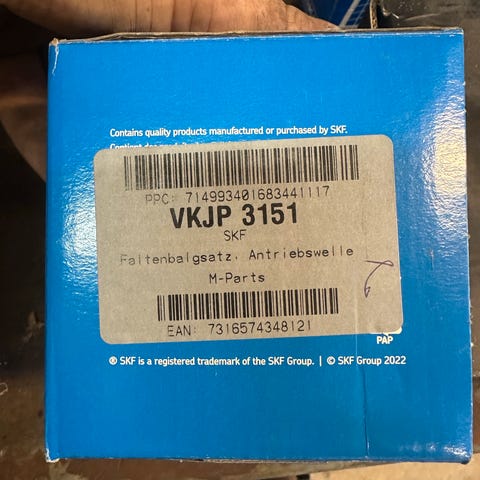 Contains quality products manufactured or purchased by SKF.
PPC: 714993401683441117
VKJP 3151
SKF
Faltenbalgsatz, Antriebswelle
M-Parts
EAN: 7316574348121
PAP
® SKF is a registered trademark of the SKF Group. | © SKF Group 2022